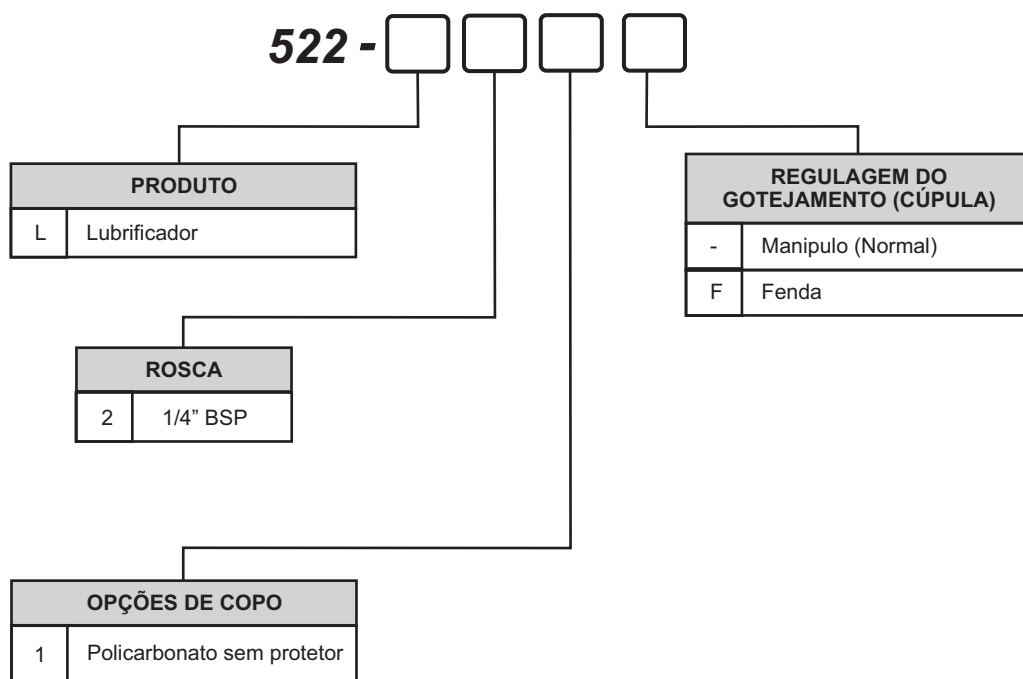 522 -
PRODUTO
L Lubrificador
REGULAGEM DO
GOTEJAMENTO (CÚPULA)
- Manipulo (Normal)
F Fenda
ROSCA
2 1/4” BSP
OPÇÕES DE COPO
1 Policarbonato sem protetor